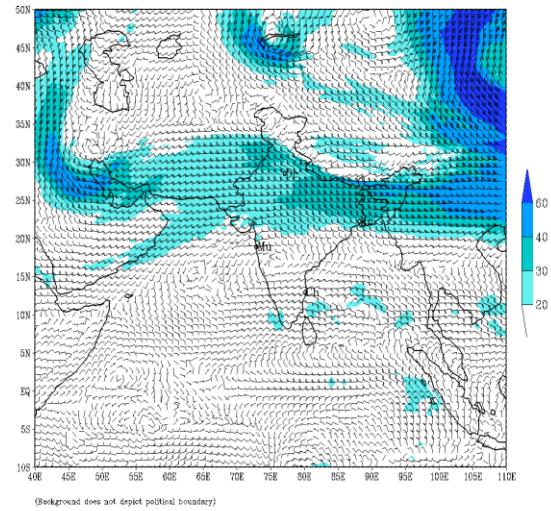 50N
45N
40N
35N
30N
25N
20N
15N
10N
5N
EQ
5S
10S
Mu
60
40
30
20
40E 45E 50E 55E 60E 65E 70E 75E 80E 85E 90E 95E 100E 105E 110E
(Background does not depict political boundary)